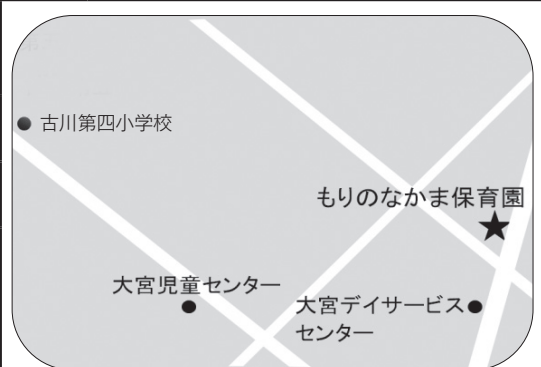 古川第四小学校
もりのなかま保育園
大宮児童センター
大宮デイサービス
センター